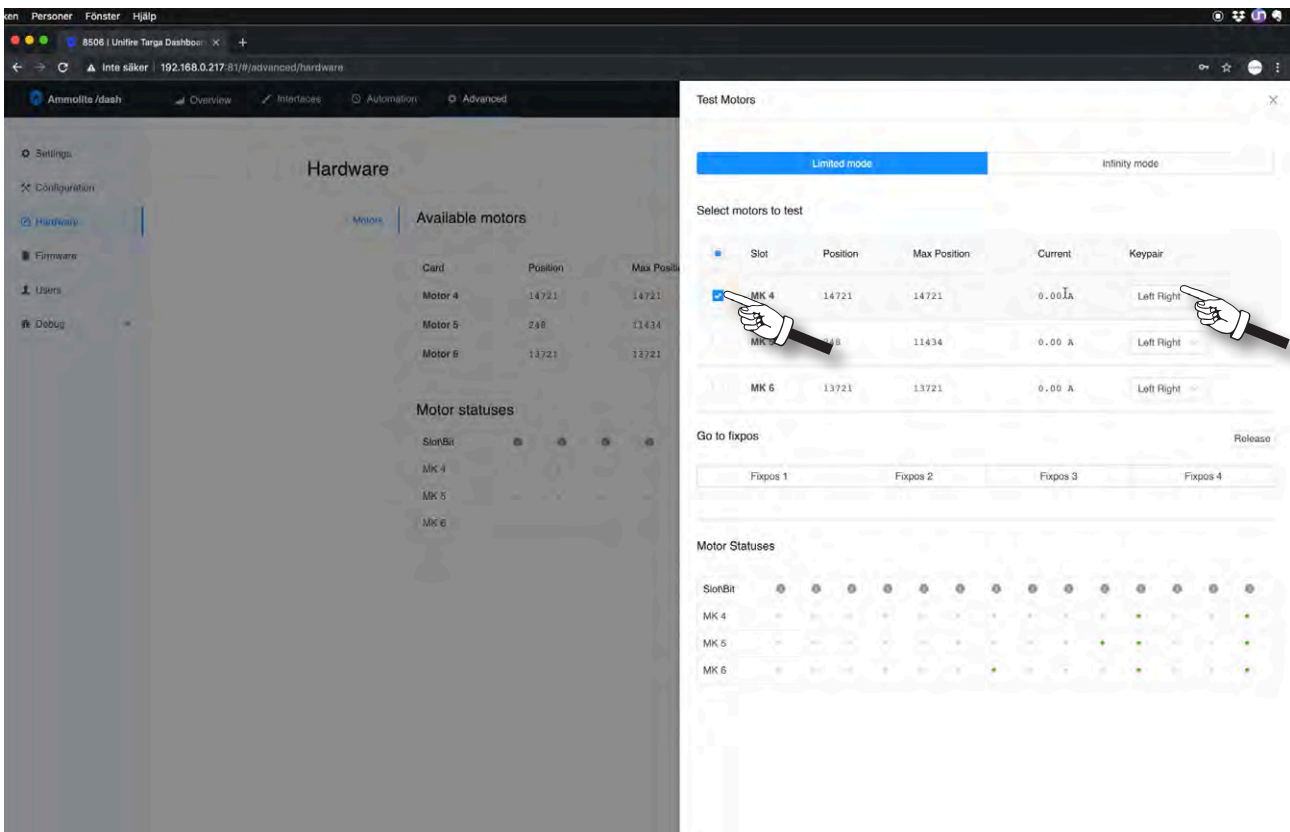 ken Personer Fönster Hjälp
8506 | Unifire Targa Dashboar × +
Inte säker 192.168.0.217:81/#/advanced/hardware
Ammolite /dash Overview Interfaces Automation Advanced
Test Motors ×
Settings
Configuration
Hardware
Firmware
Users
Debug
Hardware
Motors
Available motors
Card Position Max Positi
Motor 4 14721 14721
Motor 5 248 11434
Motor 6 13721 13721
Motor statuses
Slot\Bit
MK 4
MK 5
MK 6
Limited mode Infinity mode
Select motors to test
Slot Position Max Position Current Keypair
MK 4 14721 14721 0.00 A Left Right
MK 248 11434 0.00 A Left Right
MK 6 13721 13721 0.00 A Left Right
Go to fixpos Release
Fixpos 1 Fixpos 2 Fixpos 3 Fixpos 4
Motor Statuses
Slot\Bit
MK 4
MK 5
MK 6